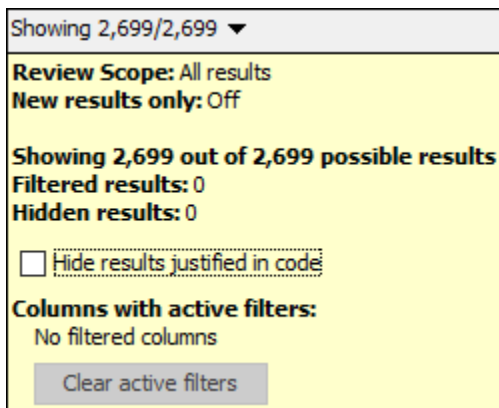 Showing 2,699/2,699
Review Scope: All results
New results only: Off
Showing 2,699 out of 2,699 possible results
Filtered results: 0
Hidden results: 0
Hide results justified in code
Columns with active filters:
No filtered columns
Clear active filters